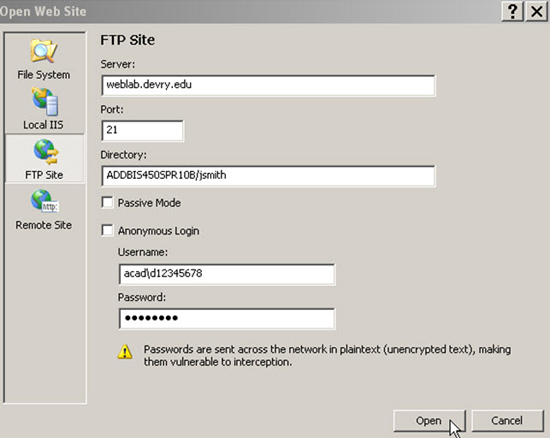 Open Web Site
File System
Local IIS
FTP Site
http:
Remote Site
FTP Site
Server:
weblab.devry.edu
Port:
21
Directory:
ADDBIS450SPR10B/jsmith
Passive Mode
Anonymous Login
Username:
acad\d12345678
Password:
●●●●●●●●
Passwords are sent across the network in plaintext (unencrypted text), making
them vulnerable to interception.
Open
Cancel